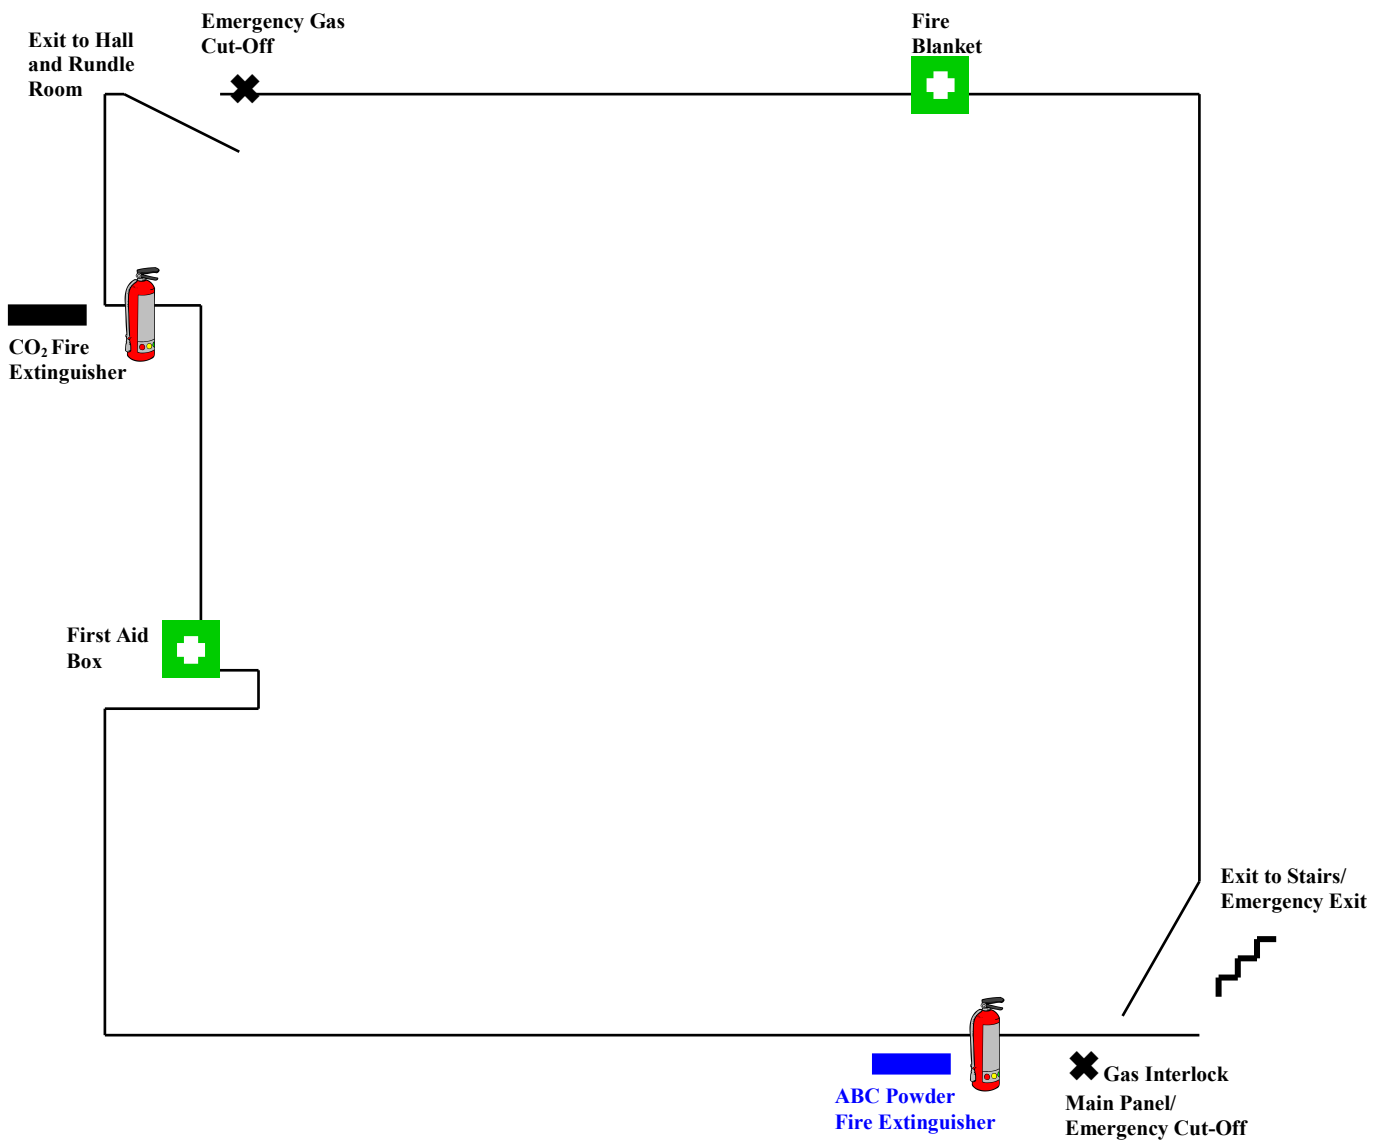 Emergency Gas
Cut-Off
Fire
Blanket
Exit to Hall
and Rundle
Room
CO₂ Fire
Extinguisher
First Aid
Box
Exit to Stairs/
Emergency Exit
Gas Interlock
Main Panel/
Emergency Cut-Off
ABC Powder
Fire Extinguisher